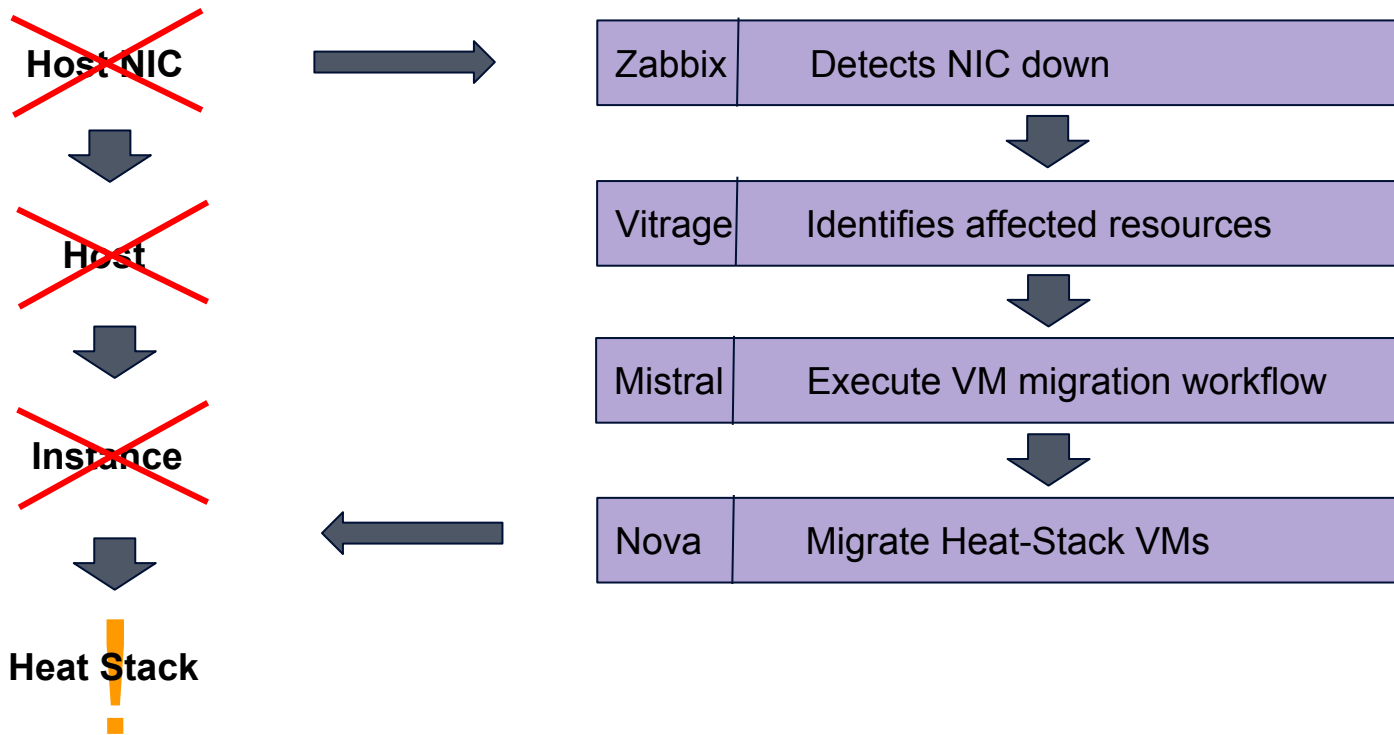 Host NIC
Zabbix Detects NIC down
Host
Vitrage Identifies affected resources
Mistral Execute VM migration workflow
Instance
Nova Migrate Heat-Stack VMs
Heat Stack
!